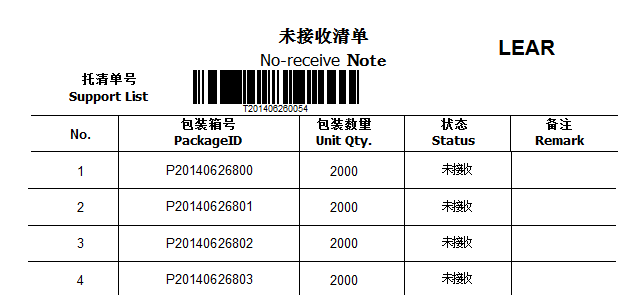 未接收清单
No-receive Note
LEAR
托清单号
Support List
T201406260054
No.
包装箱号
PackageID
包装数量
Unit Qty.
状态
Status
备注
Remark
1 P20140626800 2000 未接收
2 P20140626801 2000 未接收
3 P20140626802 2000 未接收
4 P20140626803 2000 未接收